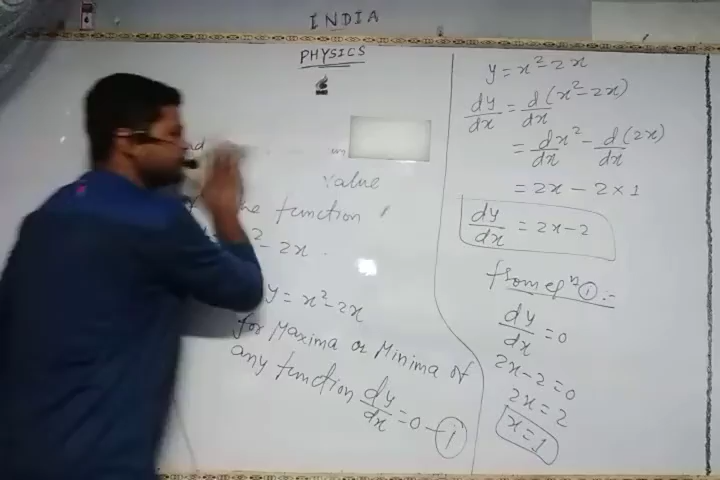 INDIA
PHYSICS
value
the function
² - 2x .
y = x² - 2x
for Maxima or Minima of
any function dy/dx = 0 - (i)
y = x² - 2x
dy/dx = d/dx (x² - 2x)
= d/dx x² - d/dx (2x)
= 2x - 2 × 1
dy/dx = 2x - 2
from eqⁿ (i) :-
dy/dx = 0
2x - 2 = 0
2x = 2
x = 1